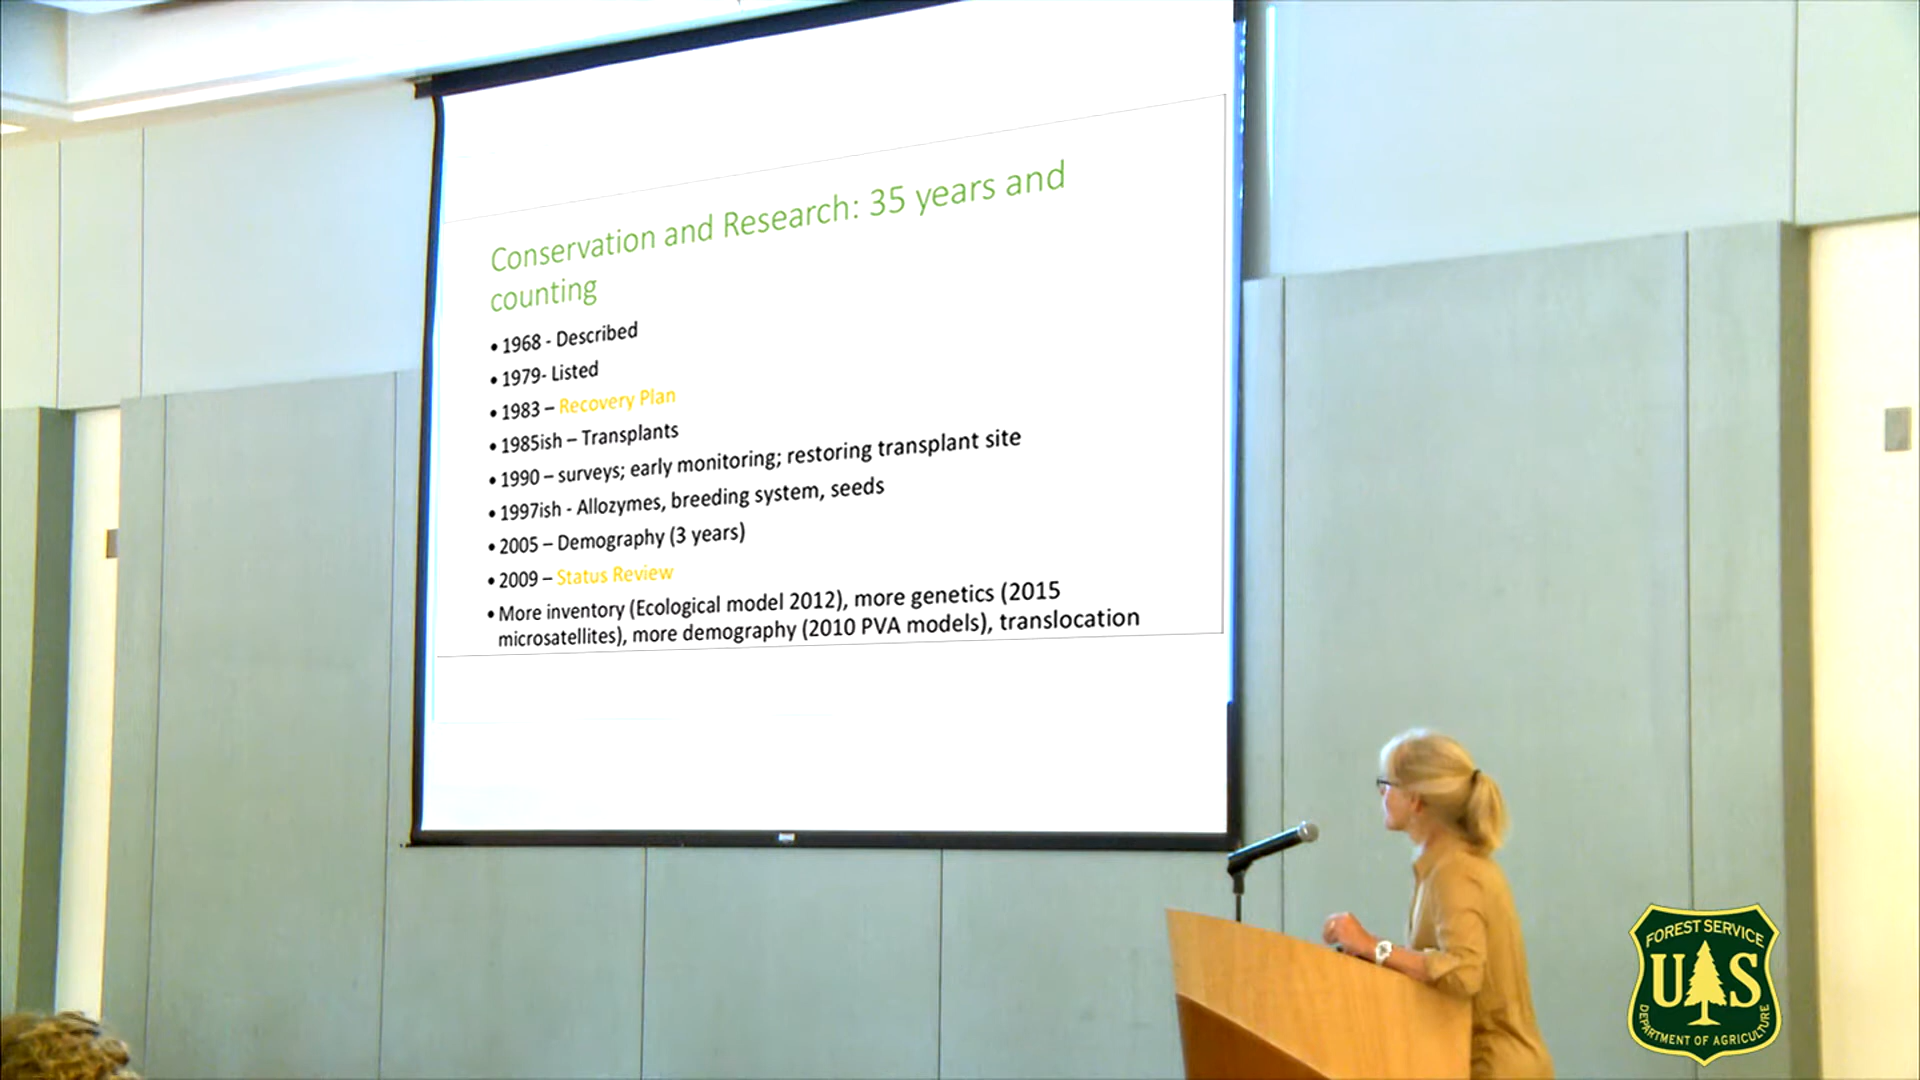 Conservation and Research: 35 years and
counting
• 1968 - Described
• 1979- Listed
• 1983 – Recovery Plan
• 1985ish – Transplants
• 1990 – surveys; early monitoring; restoring transplant site
• 1997ish - Allozymes, breeding system, seeds
• 2005 – Demography (3 years)
• 2009 – Status Review
• More inventory (Ecological model 2012), more genetics (2015
microsatellites), more demography (2010 PVA models), translocation
FOREST SERVICE
U S
DEPARTMENT OF AGRICULTURE